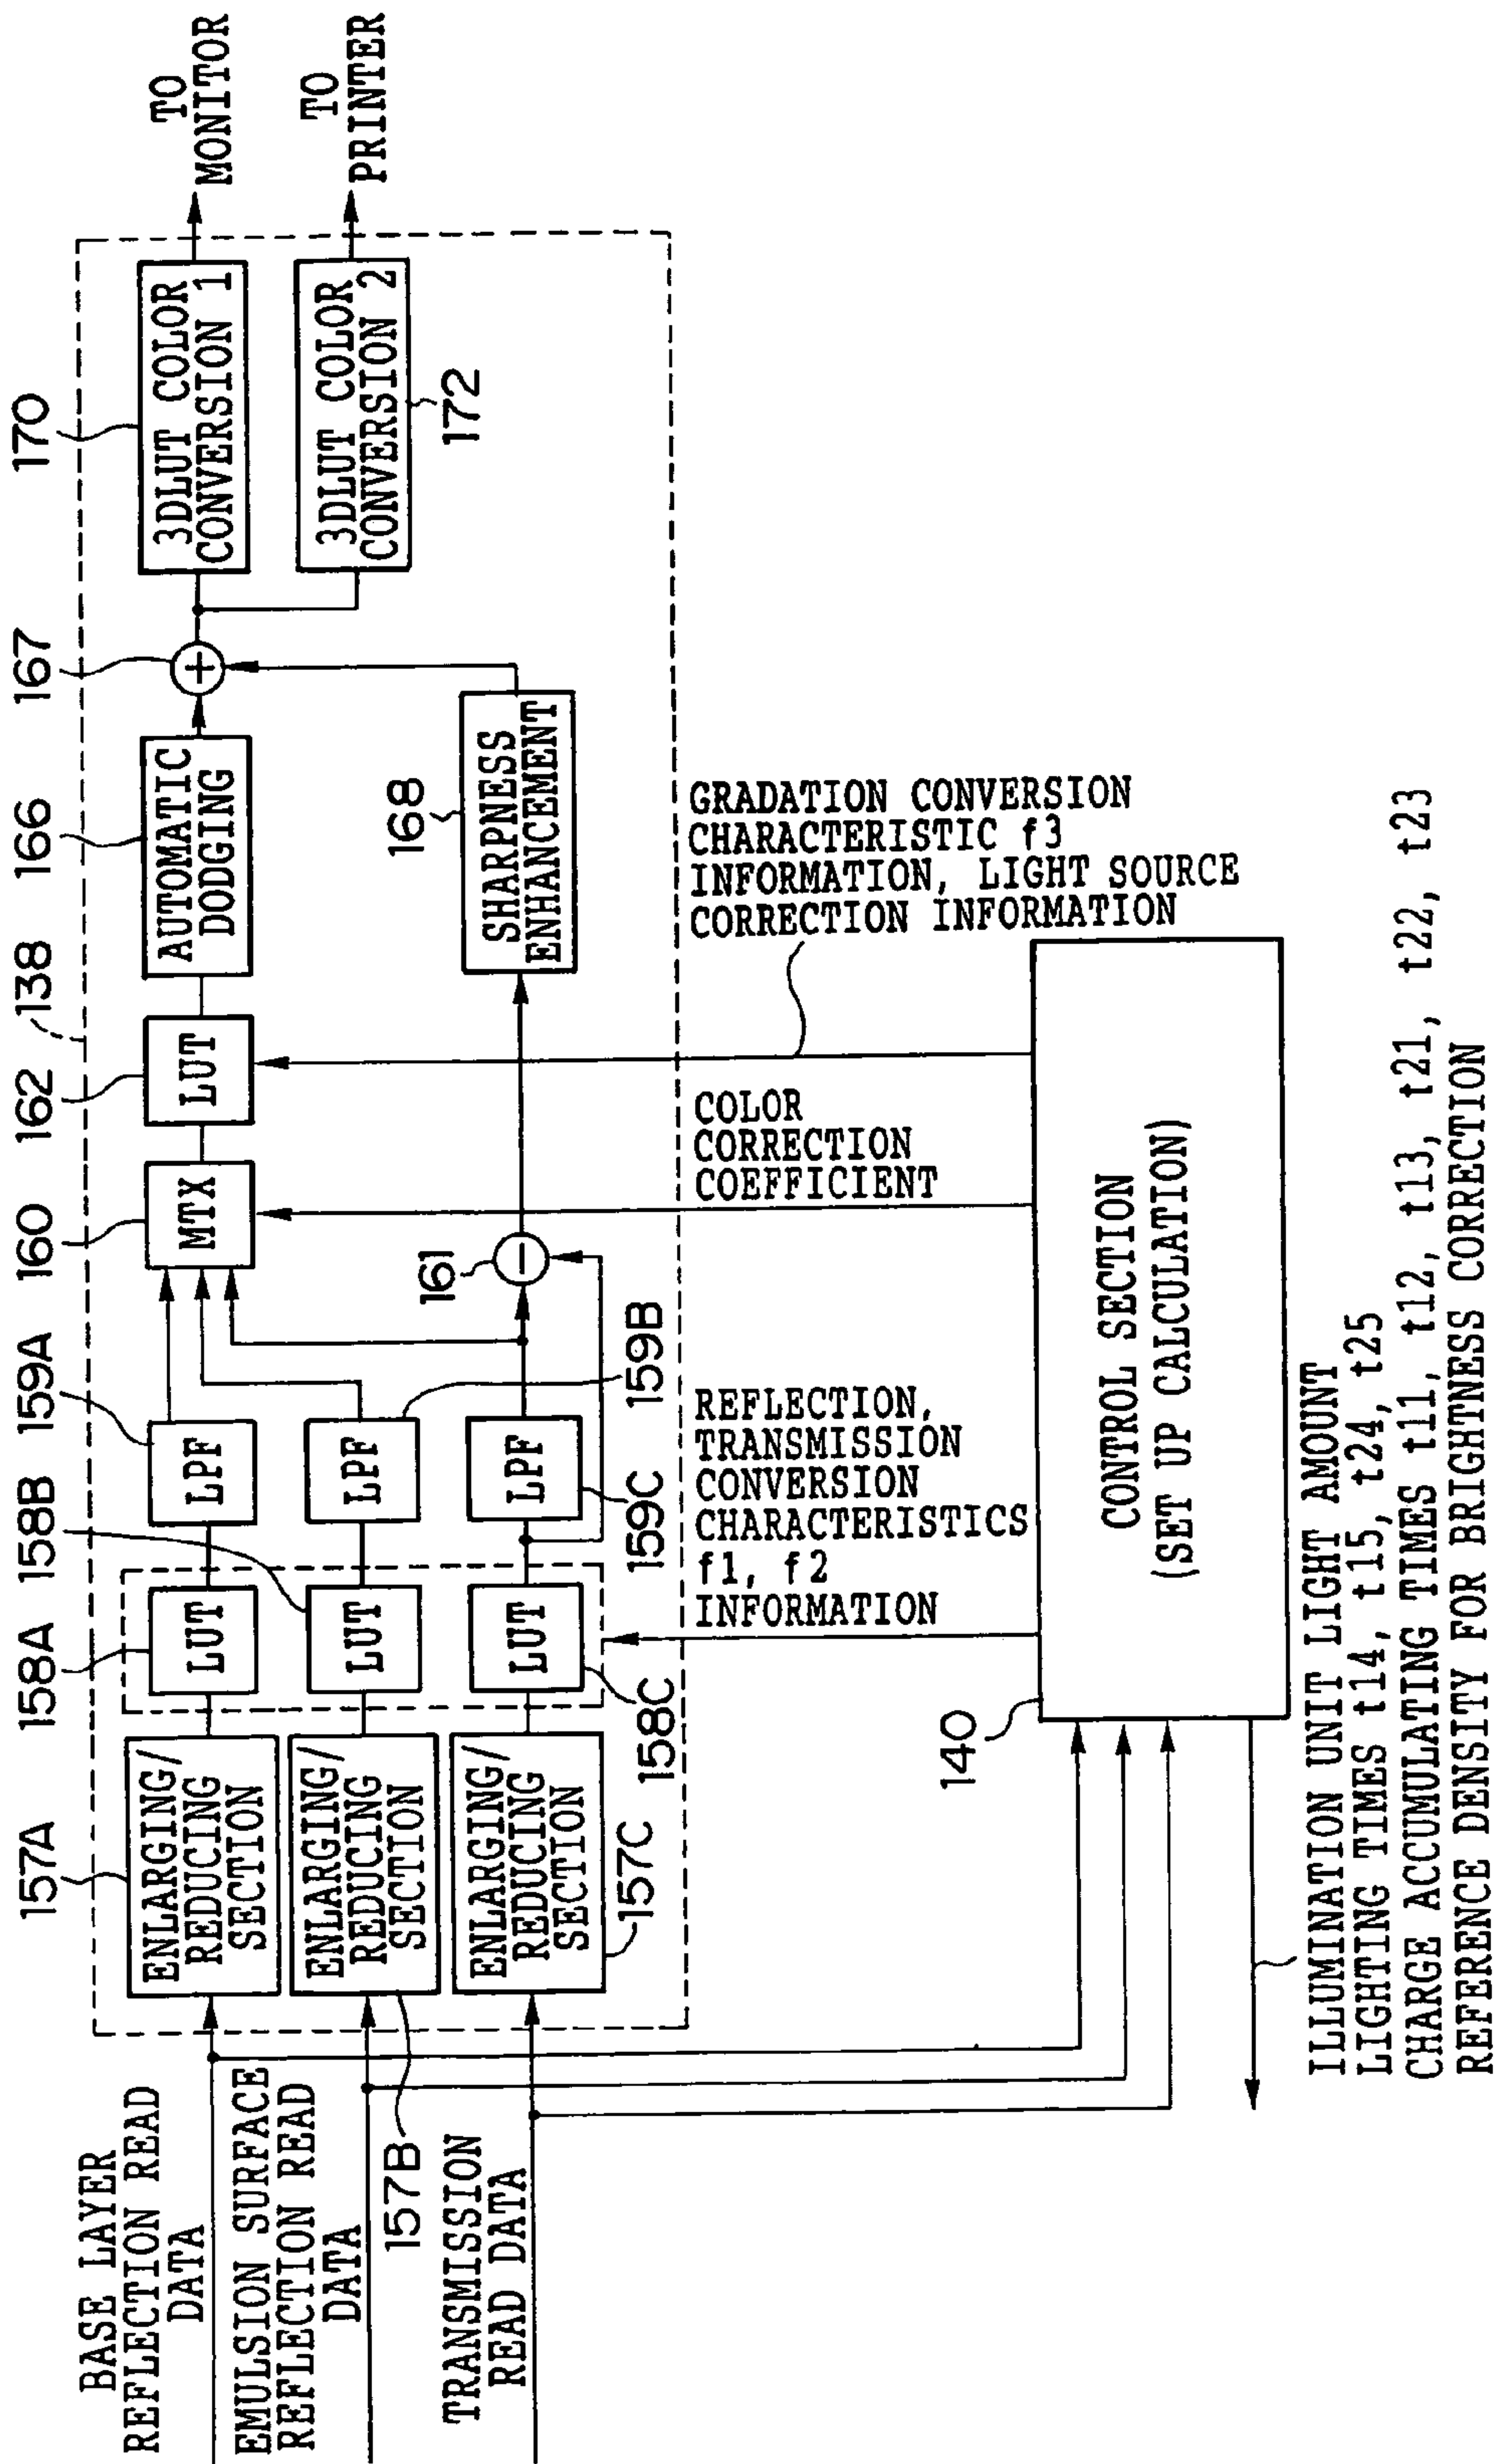 BASE LAYER
REFLECTION READ
DATA
EMULSION SURFACE
REFLECTION READ
DATA
TRANSMISSION
READ DATA
157A
ENLARGING/
REDUCING
SECTION
ENLARGING/
REDUCING
SECTION
157B
ENLARGING/
REDUCING
SECTION
157C
158A
LUT
158B
LUT
LUT
158C
159A
LPF
LPF
159B
LPF
159C
160
MTX
161
−
162
LUT
138
166
AUTOMATIC
DODGING
167
+
168
SHARPNESS
ENHANCEMENT
170
3DLUT COLOR
CONVERSION 1
3DLUT COLOR
CONVERSION 2
172
TO
MONITOR
TO
PRINTER
REFLECTION,
TRANSMISSION
CONVERSION
CHARACTERISTICS
f1, f2
INFORMATION
COLOR
CORRECTION
COEFFICIENT
GRADATION CONVERSION
CHARACTERISTIC f3
INFORMATION, LIGHT SOURCE
CORRECTION INFORMATION
140
CONTROL SECTION
(SET UP CALCULATION)
ILLUMINATION UNIT LIGHT AMOUNT
LIGHTING TIMES t14, t15, t24, t25
CHARGE ACCUMULATING TIMES t11, t12, t13, t21, t22, t23
REFERENCE DENSITY FOR BRIGHTNESS CORRECTION